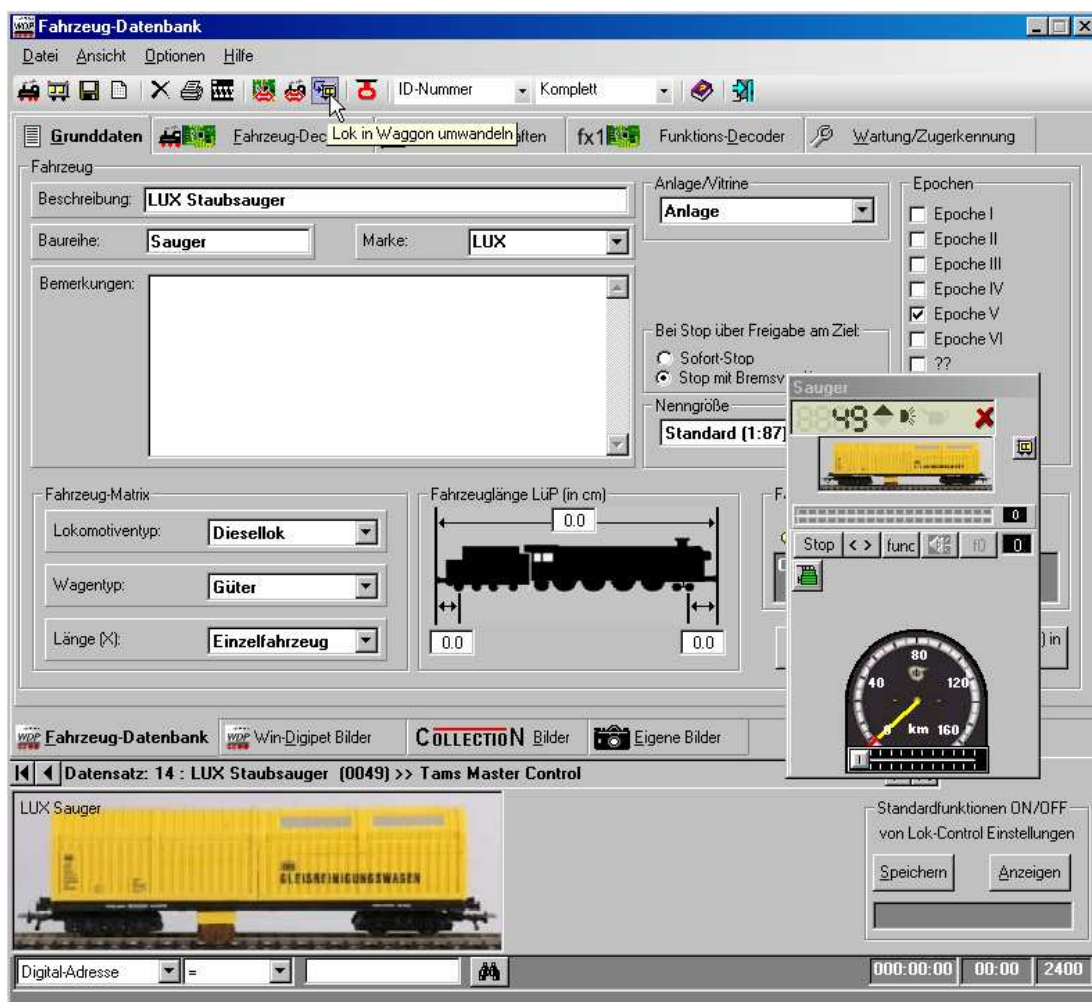 Fahrzeug-Datenbank
Datei Ansicht Optionen Hilfe
ID-Nummer Komplett
Lok in Waggon umwandeln
Grunddaten Fahrzeug-Dec ften fx1 Funktions-Decoder Wartung/Zugerkennung
Fahrzeug
Beschreibung: LUX Staubsauger
Baureihe: Sauger Marke: LUX
Bemerkungen:
Anlage/Vitrine
Anlage
Epochen
Epoche I
Epoche II
Epoche III
Epoche IV
Epoche V
Epoche VI
??
Bei Stop über Freigabe am Ziel:
Sofort-Stop
Stop mit Bremsv
Nenngröße
Standard (1:87)
Sauger
49
0
Stop < > func f0 0
40 80 120
0 km 160
Fahrzeug-Matrix
Lokomotiventyp: Diesellok
Wagentyp: Güter
Länge (X): Einzelfahrzeug
Fahrzeuglänge LüP (in cm)
0.0
0.0 0.0
) in
Fahrzeug-Datenbank Win-Digipet Bilder COLLECTION Bilder Eigene Bilder
Datensatz: 14 : LUX Staubsauger (0049) >> Tams Master Control
LUX Sauger
GLEISREINIGUNGSWAGEN
Standardfunktionen ON/OFF
von Lok-Control Einstellungen
Speichern Anzeigen
Digital-Adresse = 000:00:00 00:00 2400